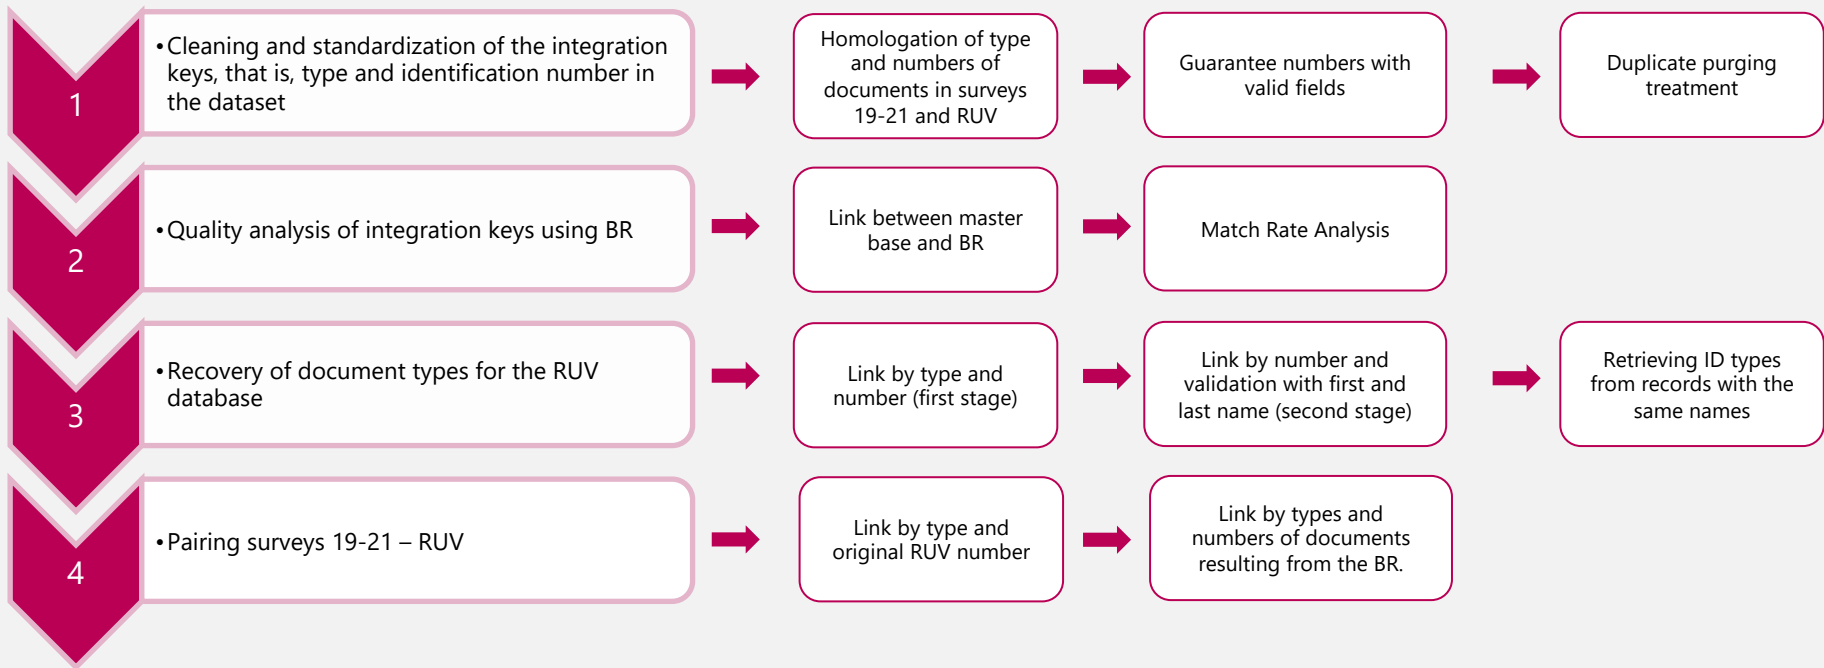 1
•Cleaning and standardization of the integration
keys, that is, type and identification number in
the dataset
Homologation of type
and numbers of
documents in surveys
19-21 and RUV
Guarantee numbers with
valid fields
Duplicate purging
treatment
2
•Quality analysis of integration keys using BR
Link between master
base and BR
Match Rate Analysis
3
•Recovery of document types for the RUV
database
Link by type and
number (first stage)
Link by number and
validation with first and
last name (second stage)
Retrieving ID types
from records with the
same names
4
•Pairing surveys 19-21 – RUV
Link by type and
original RUV number
Link by types and
numbers of documents
resulting from the BR.